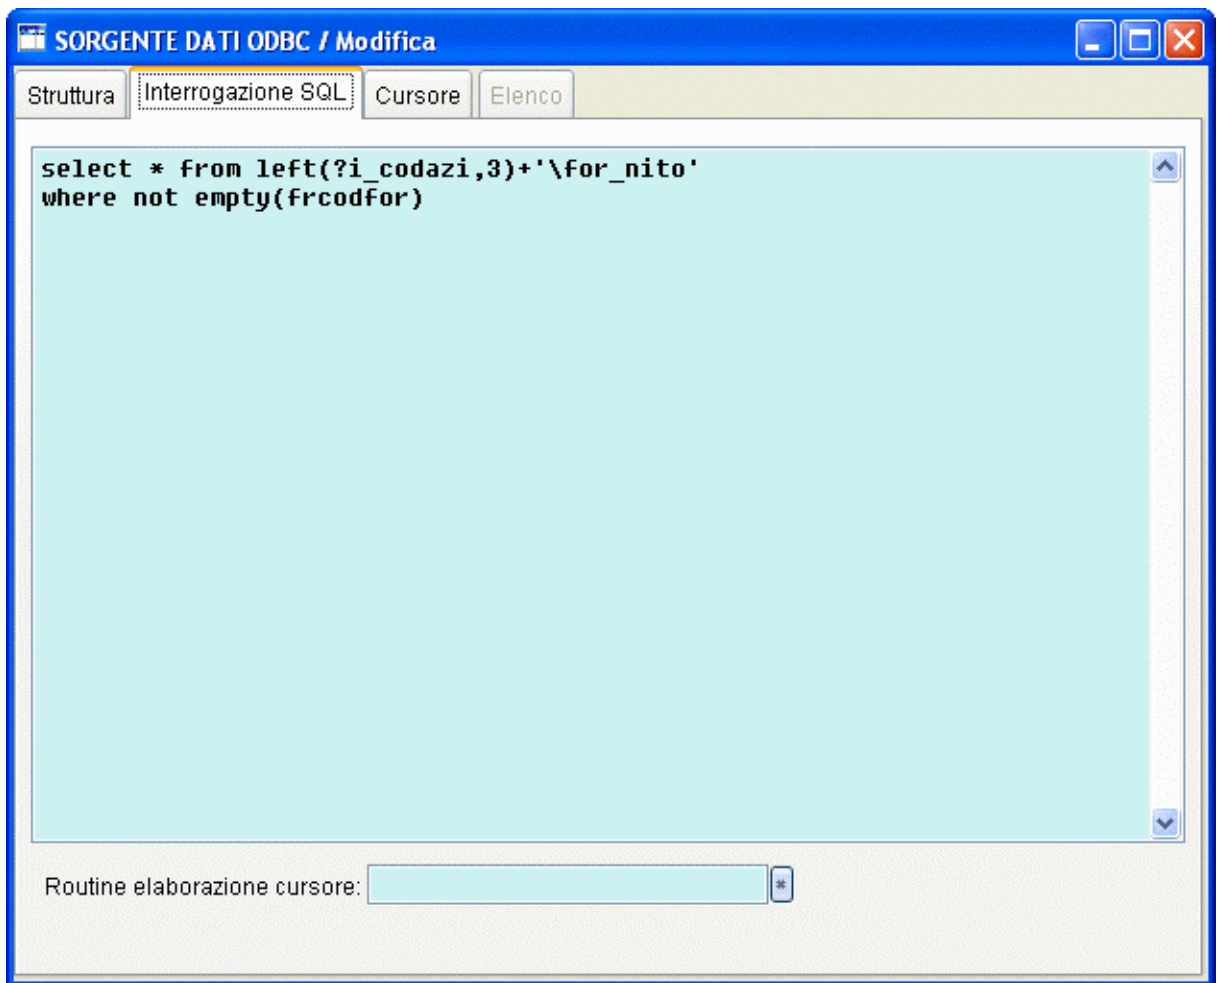 SORGENTE DATI ODBC / Modifica
Struttura Interrogazione SQL Cursore Elenco
select * from left(?i_codazi,3)+'\for_nito'
where not empty(frcodfor)
Routine elaborazione cursore: *